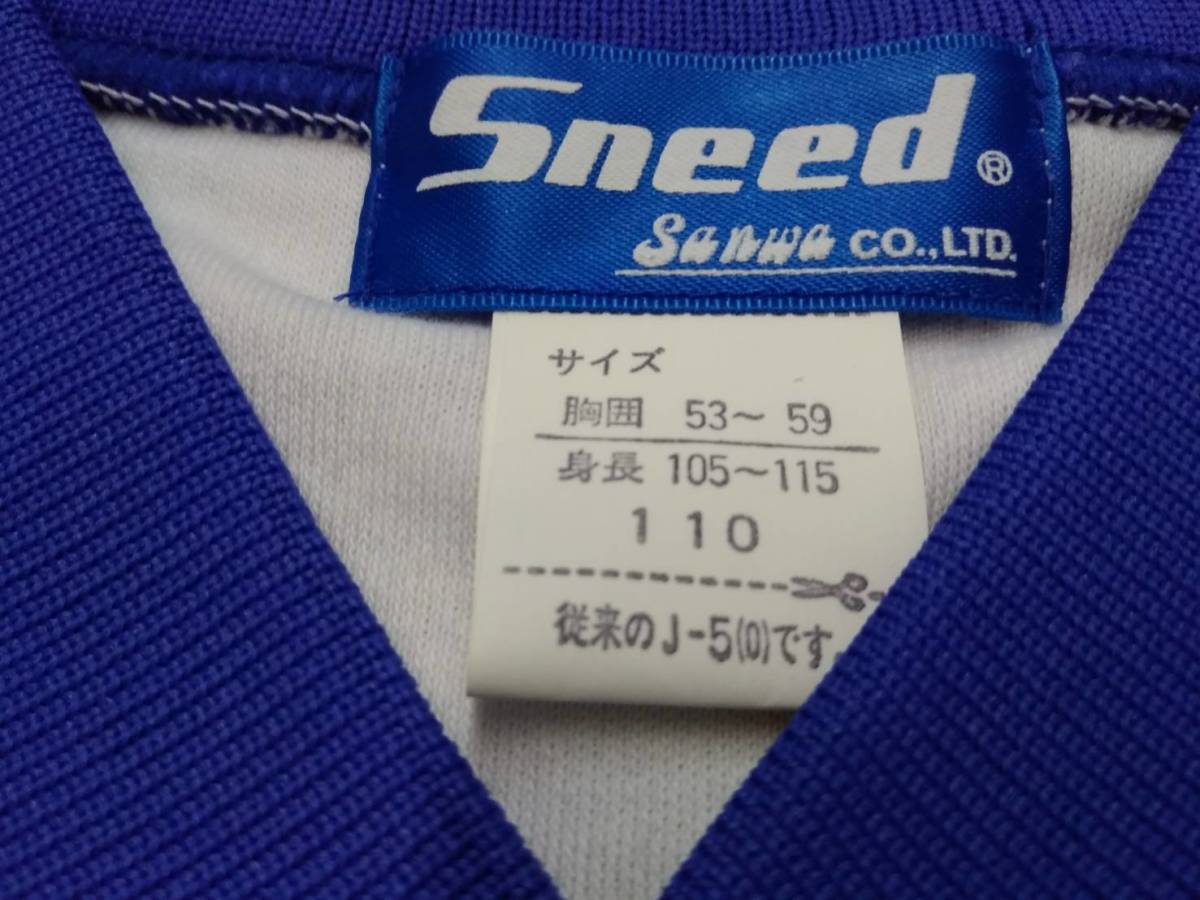 Sneed®
Sanwa CO.,LTD.
サイズ
胸囲 53〜 59
身長 105〜115
110
従来のJ-5(0)です。